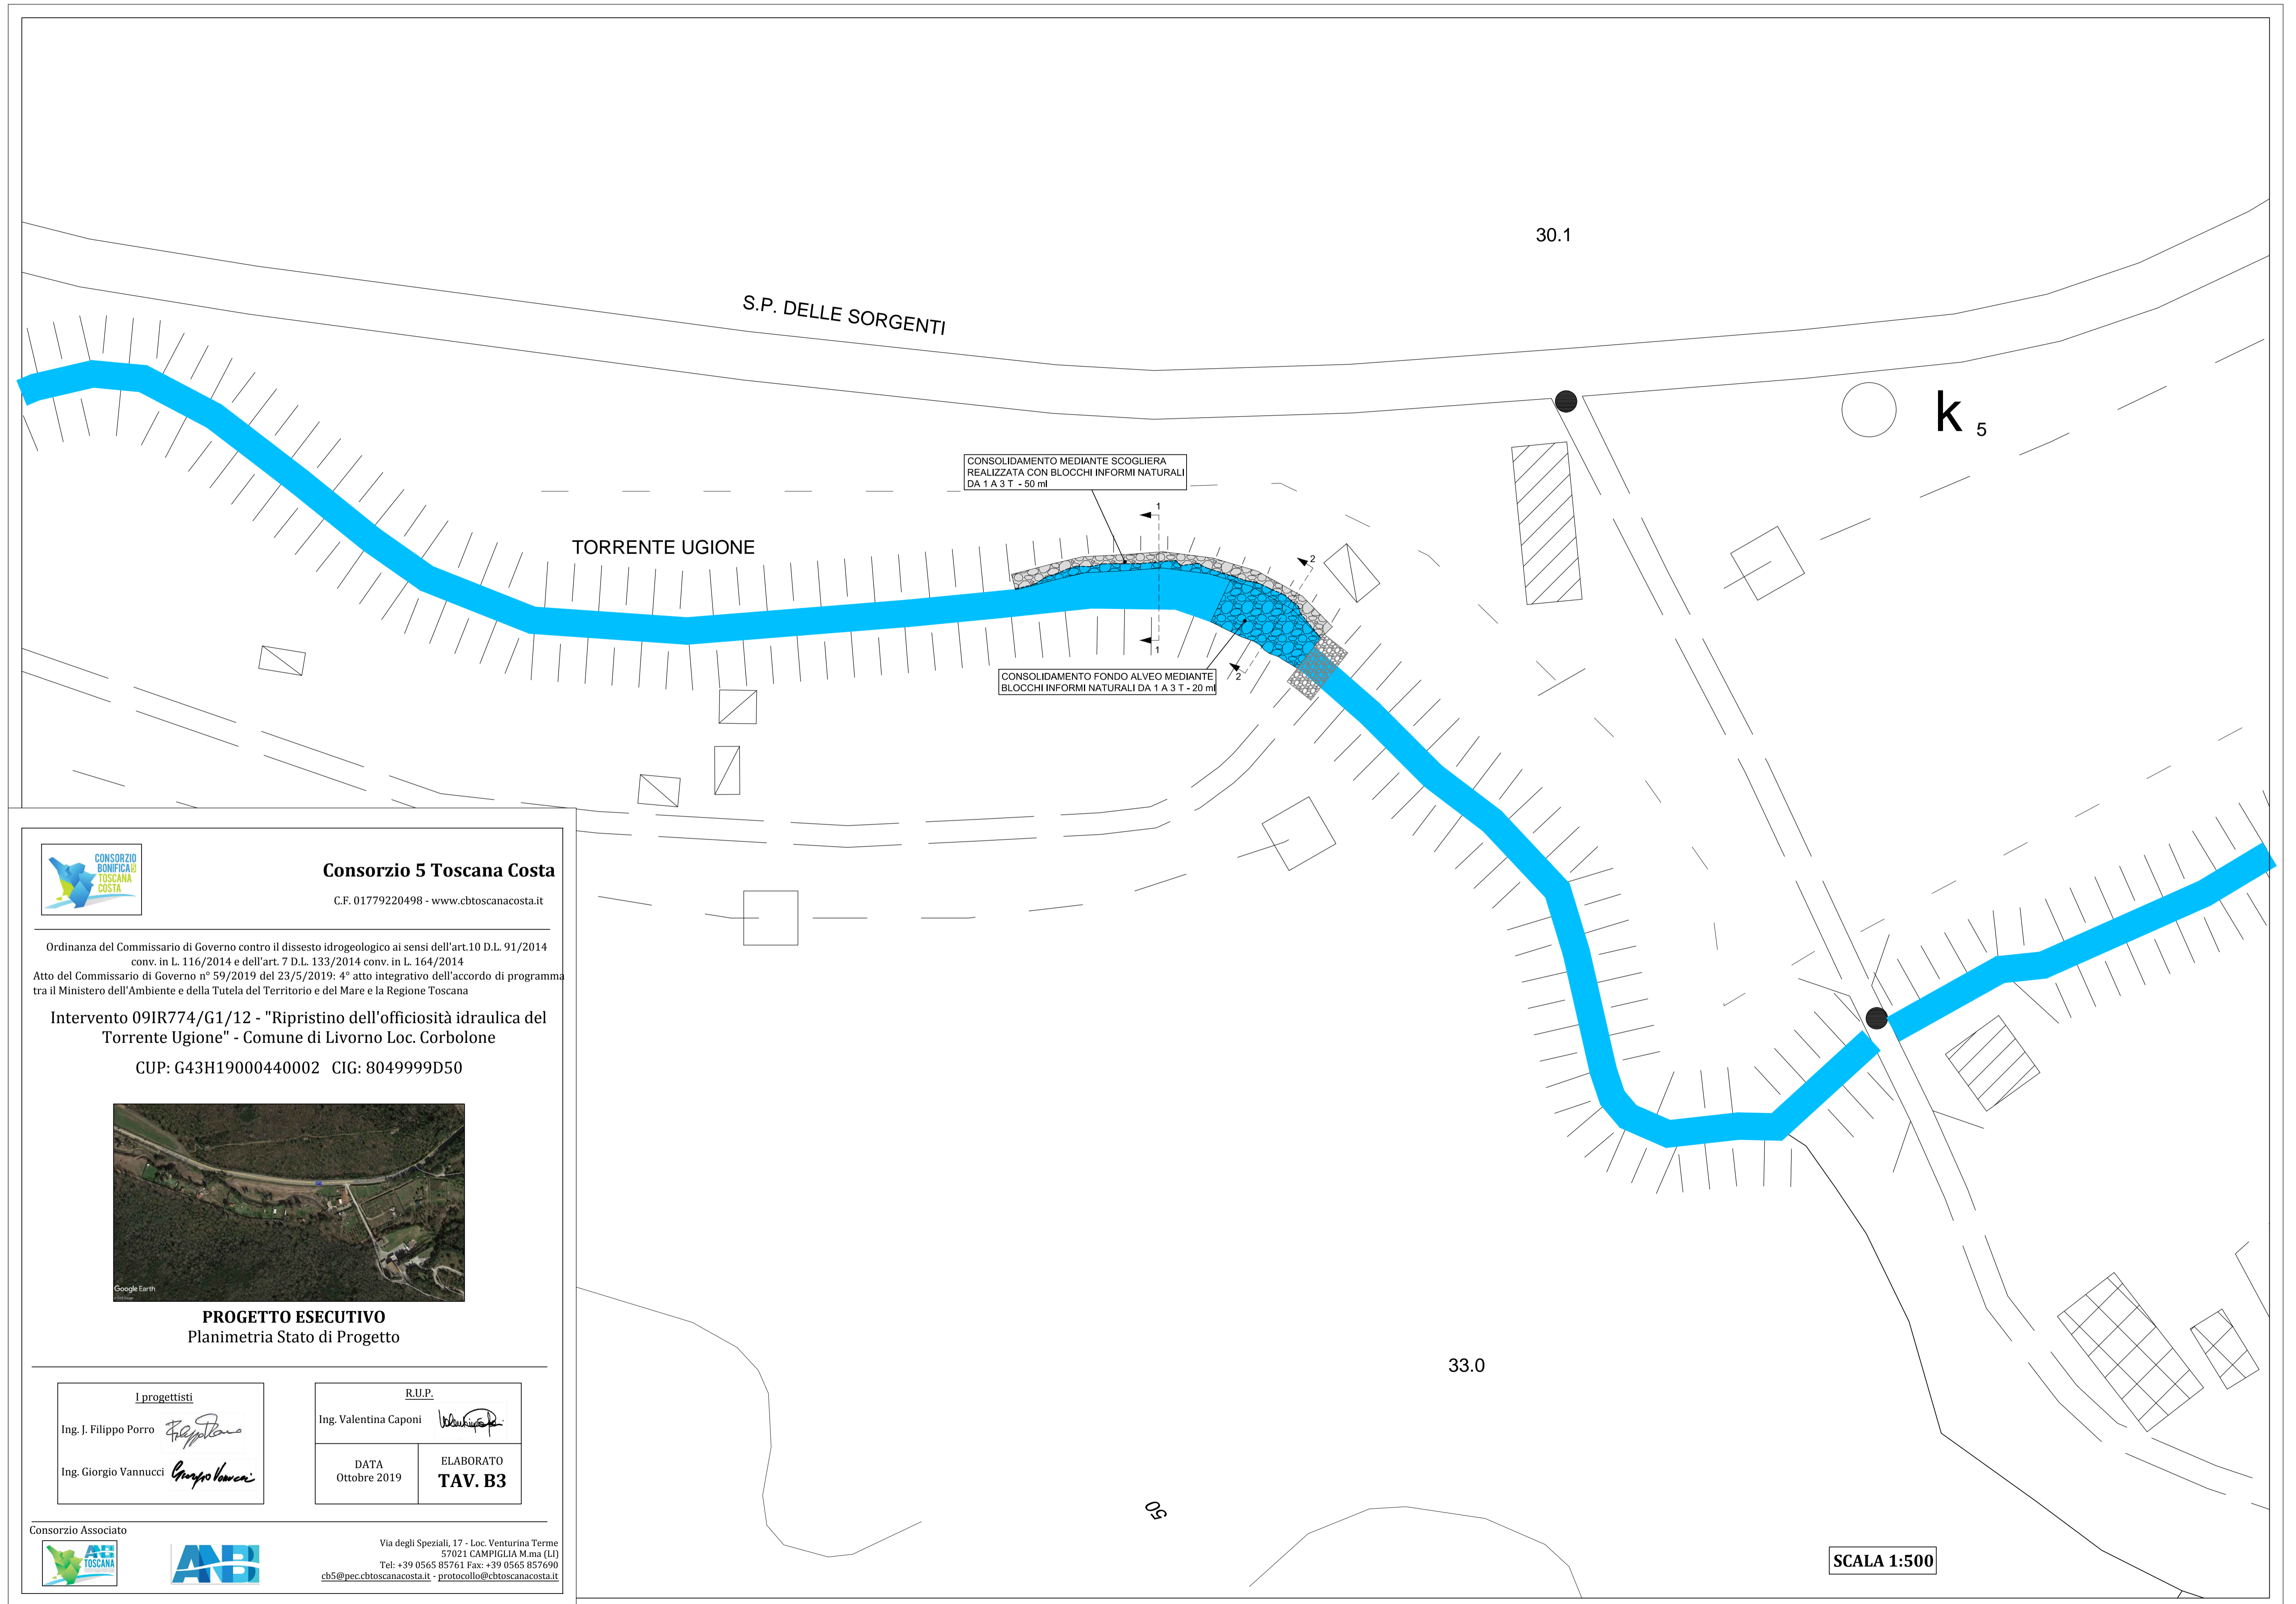 30.1
S.P. DELLE SORGENTI
k 5
CONSOLIDAMENTO MEDIANTE SCOGLIERA
REALIZZATA CON BLOCCHI INFORMI NATURALI
DA 1 A 3 T - 50 ml
1
TORRENTE UGIONE
2
1
2
CONSOLIDAMENTO FONDO ALVEO MEDIANTE
BLOCCHI INFORMI NATURALI DA 1 A 3 T - 20 ml
33.0
50
SCALA 1:500
CONSORZIO
BONIFICA
TOSCANA
COSTA
Consorzio 5 Toscana Costa
C.F. 01779220498 - www.cbtoscanacosta.it
Ordinanza del Commissario di Governo contro il dissesto idrogeologico ai sensi dell'art.10 D.L. 91/2014
conv. in L. 116/2014 e dell'art. 7 D.L. 133/2014 conv. in L. 164/2014
Atto del Commissario di Governo n° 59/2019 del 23/5/2019: 4° atto integrativo dell'accordo di programma
tra il Ministero dell'Ambiente e della Tutela del Territorio e del Mare e la Regione Toscana
Intervento 09IR774/G1/12 - "Ripristino dell'officiosità idraulica del
Torrente Ugione" - Comune di Livorno Loc. Corbolone
CUP: G43H19000440002 CIG: 8049999D50
Google Earth
PROGETTO ESECUTIVO
Planimetria Stato di Progetto
I progettisti
Ing. J. Filippo Porro
Ing. Giorgio Vannucci
R.U.P.
Ing. Valentina Caponi
DATA
Ottobre 2019
ELABORATO
TAV. B3
Consorzio Associato
ANBI
TOSCANA
ANBI
Via degli Speziali, 17 - Loc. Venturina Terme
57021 CAMPIGLIA M.ma (LI)
Tel: +39 0565 85761 Fax: +39 0565 857690
cb5@pec.cbtoscanacosta.it - protocollo@cbtoscanacosta.it